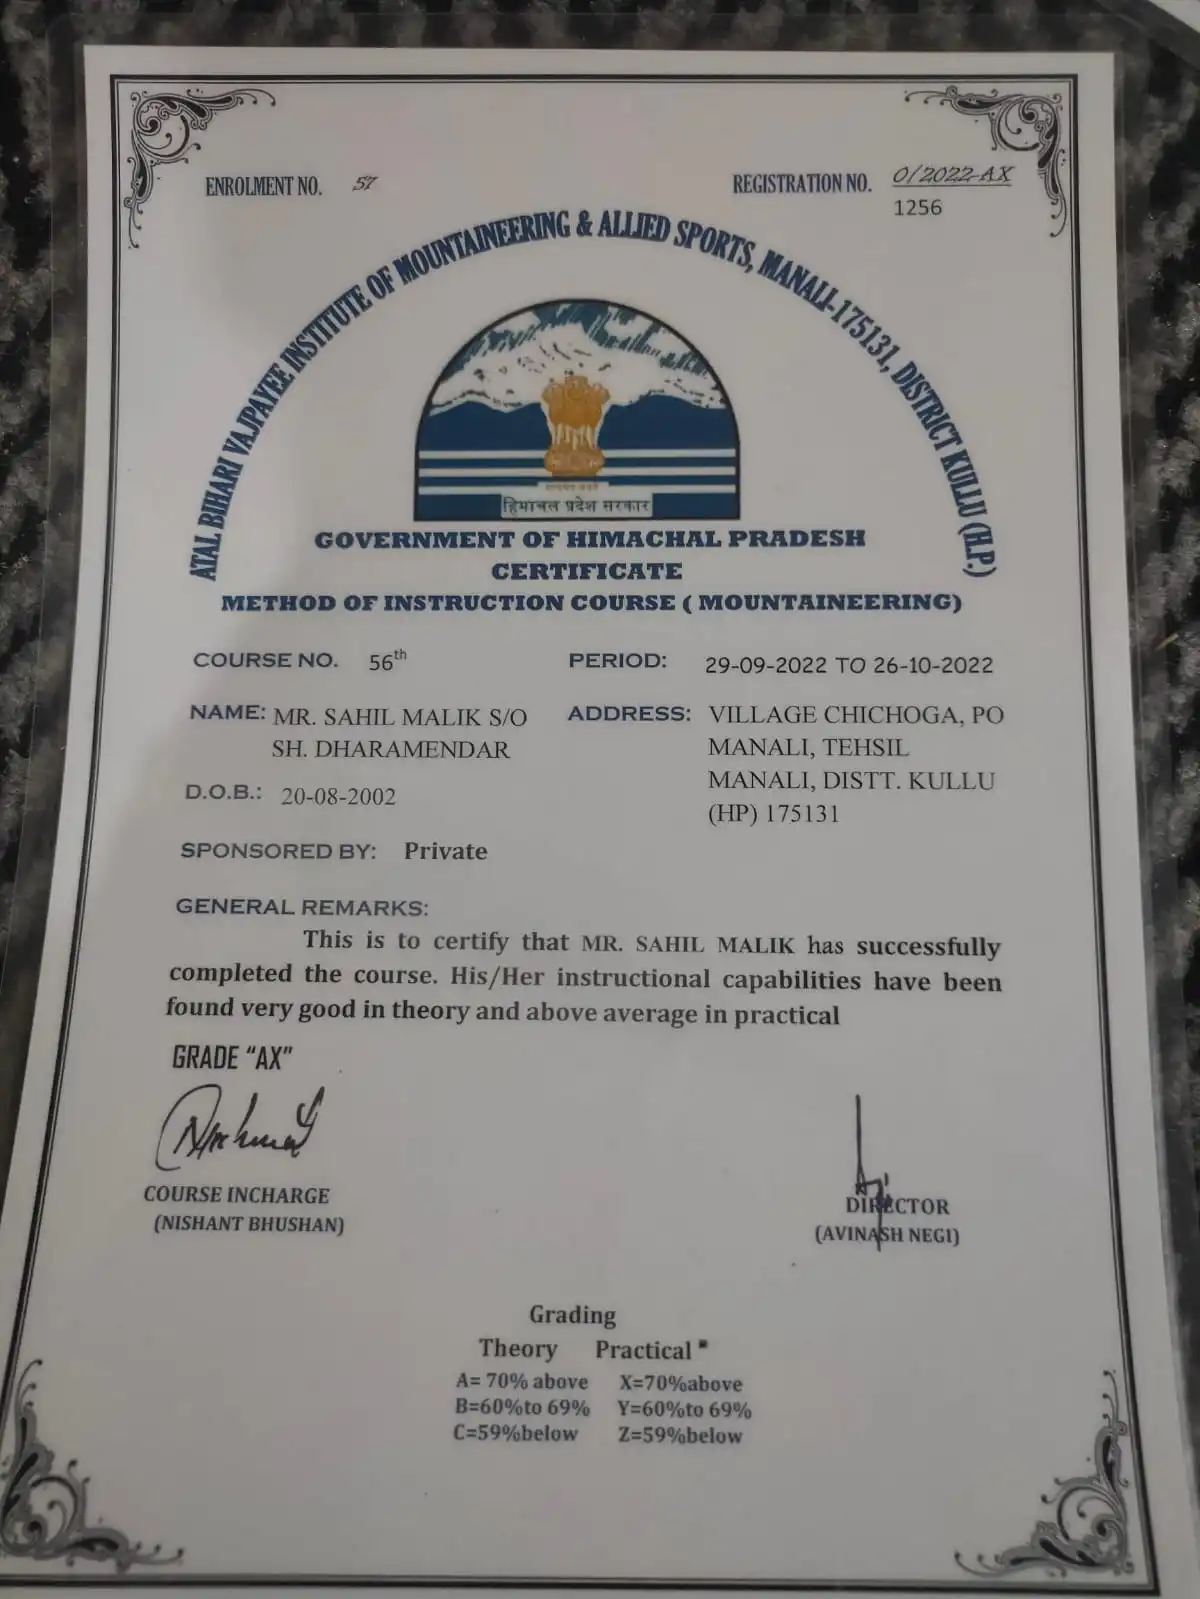 ENROLMENT NO. 57
REGISTRATION NO. 0/2022-AX
1256
ATAL BIHARI VAJPAYEE INSTITUTE OF MOUNTAINEERING & ALLIED SPORTS, MANALI-175131, DISTRICT KULLU (H.P.)
सत्यमेव जयते
हिमाचल प्रदेश सरकार
GOVERNMENT OF HIMACHAL PRADESH
CERTIFICATE
METHOD OF INSTRUCTION COURSE ( MOUNTAINEERING)
COURSE NO. 56th
PERIOD: 29-09-2022 TO 26-10-2022
NAME: MR. SAHIL MALIK S/O
SH. DHARAMENDAR
ADDRESS: VILLAGE CHICHOGA, PO
MANALI, TEHSIL
MANALI, DISTT. KULLU
(HP) 175131
D.O.B.: 20-08-2002
SPONSORED BY: Private
GENERAL REMARKS:
This is to certify that MR. SAHIL MALIK has successfully
completed the course. His/Her instructional capabilities have been
found very good in theory and above average in practical
GRADE "AX"
COURSE INCHARGE
(NISHANT BHUSHAN)
DIRECTOR
(AVINASH NEGI)
Grading
Theory Practical
A= 70% above X=70%above
B=60%to 69% Y=60%to 69%
C=59%below Z=59%below